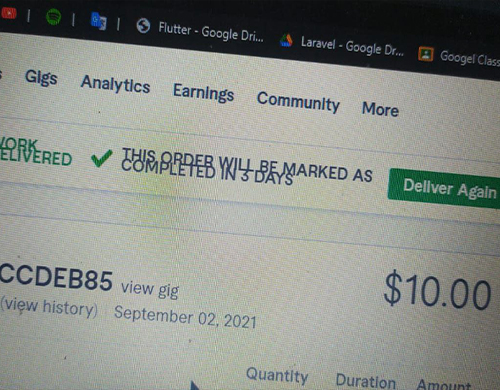 Flutter - Google Dri...
Laravel - Google Dr...
Googel Class
Gigs Analytics Earnings Community More
WORK
DELIVERED
THIS ORDER WILL BE MARKED AS
COMPLETED IN 3 DAYS
Deliver Again
CCDEB85 view gig
$10.00
(view history) September 02, 2021
Quantity Duration Amount